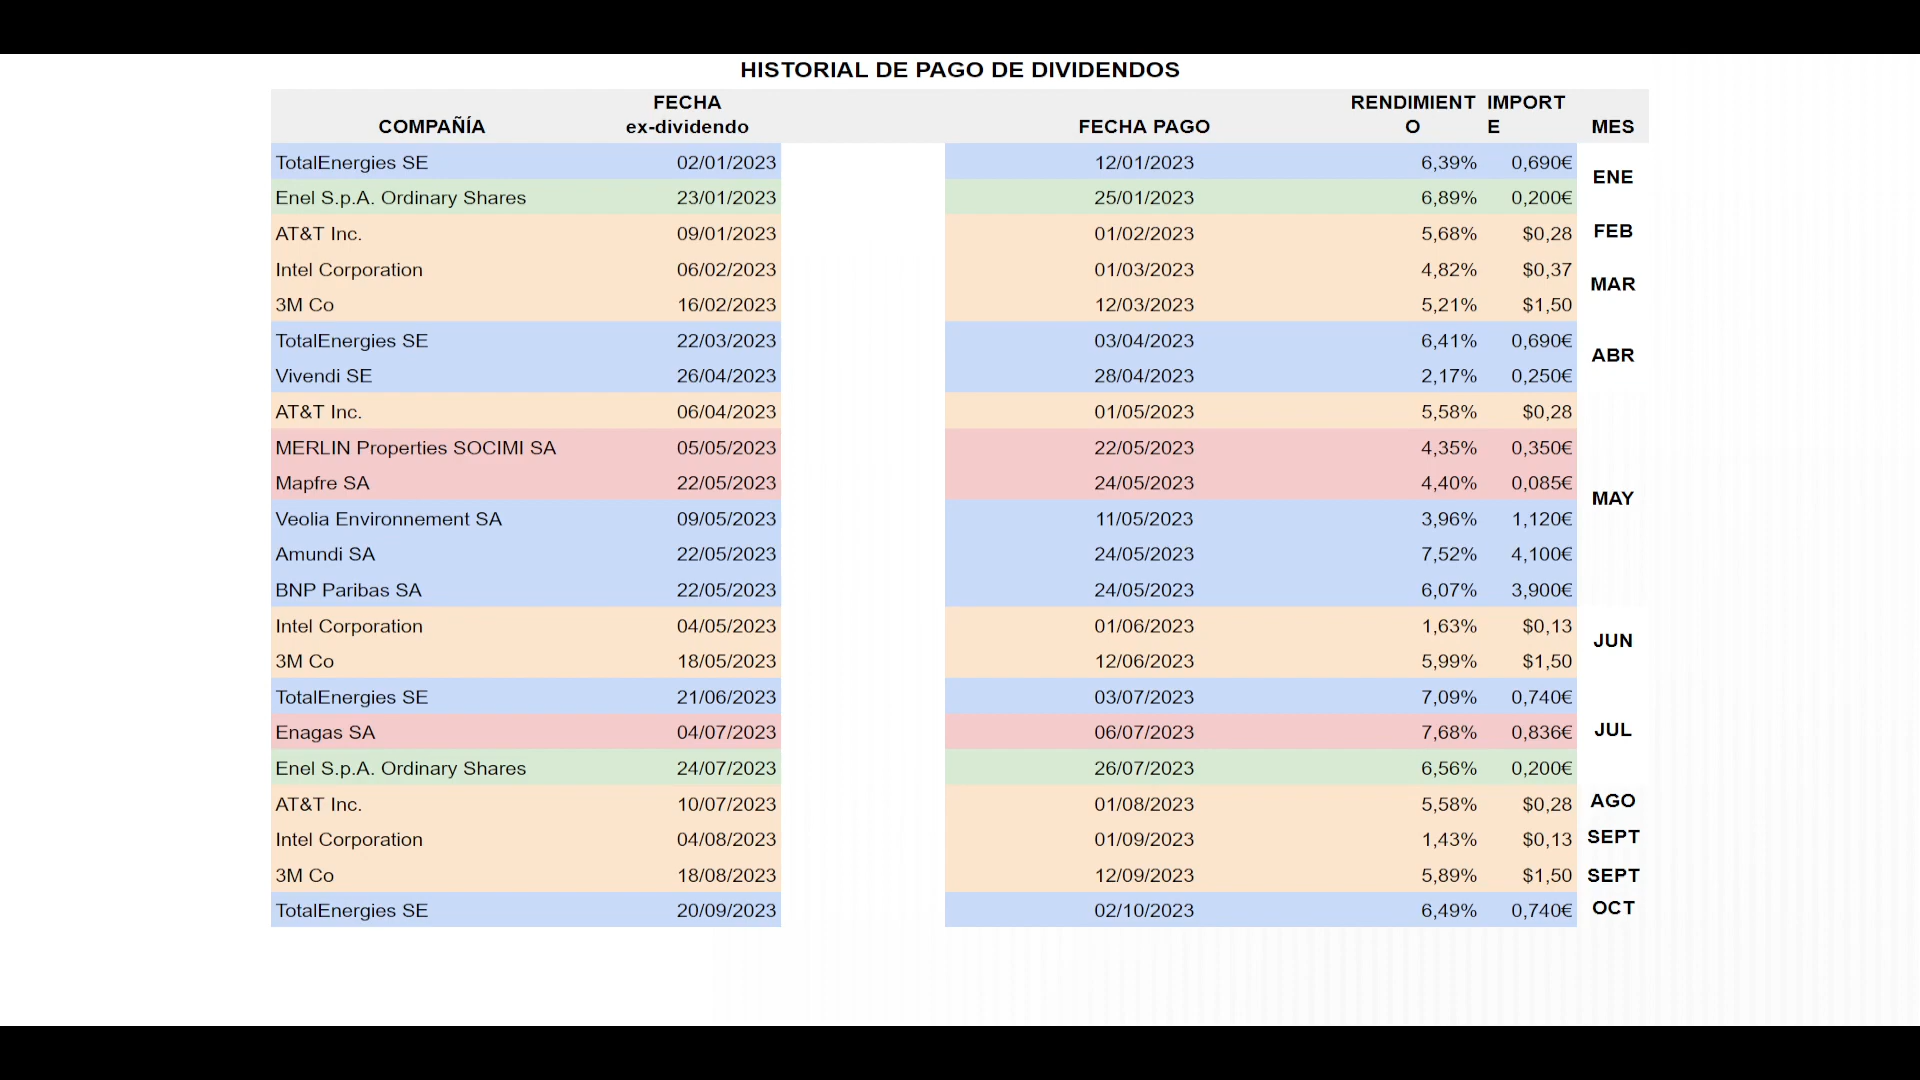 HISTORIAL DE PAGO DE DIVIDENDOS
COMPAÑÍA FECHA ex-dividendo FECHA PAGO RENDIMIENTO IMPORTE MES
TotalEnergies SE 02/01/2023 12/01/2023 6,39% 0,690€ ENE
Enel S.p.A. Ordinary Shares 23/01/2023 25/01/2023 6,89% 0,200€
AT&T Inc. 09/01/2023 01/02/2023 5,68% $0,28 FEB
Intel Corporation 06/02/2023 01/03/2023 4,82% $0,37 MAR
3M Co 16/02/2023 12/03/2023 5,21% $1,50
TotalEnergies SE 22/03/2023 03/04/2023 6,41% 0,690€ ABR
Vivendi SE 26/04/2023 28/04/2023 2,17% 0,250€
AT&T Inc. 06/04/2023 01/05/2023 5,58% $0,28
MERLIN Properties SOCIMI SA 05/05/2023 22/05/2023 4,35% 0,350€
Mapfre SA 22/05/2023 24/05/2023 4,40% 0,085€ MAY
Veolia Environnement SA 09/05/2023 11/05/2023 3,96% 1,120€
Amundi SA 22/05/2023 24/05/2023 7,52% 4,100€
BNP Paribas SA 22/05/2023 24/05/2023 6,07% 3,900€
Intel Corporation 04/05/2023 01/06/2023 1,63% $0,13 JUN
3M Co 18/05/2023 12/06/2023 5,99% $1,50
TotalEnergies SE 21/06/2023 03/07/2023 7,09% 0,740€
Enagas SA 04/07/2023 06/07/2023 7,68% 0,836€ JUL
Enel S.p.A. Ordinary Shares 24/07/2023 26/07/2023 6,56% 0,200€
AT&T Inc. 10/07/2023 01/08/2023 5,58% $0,28 AGO
Intel Corporation 04/08/2023 01/09/2023 1,43% $0,13 SEPT
3M Co 18/08/2023 12/09/2023 5,89% $1,50 SEPT
TotalEnergies SE 20/09/2023 02/10/2023 6,49% 0,740€ OCT